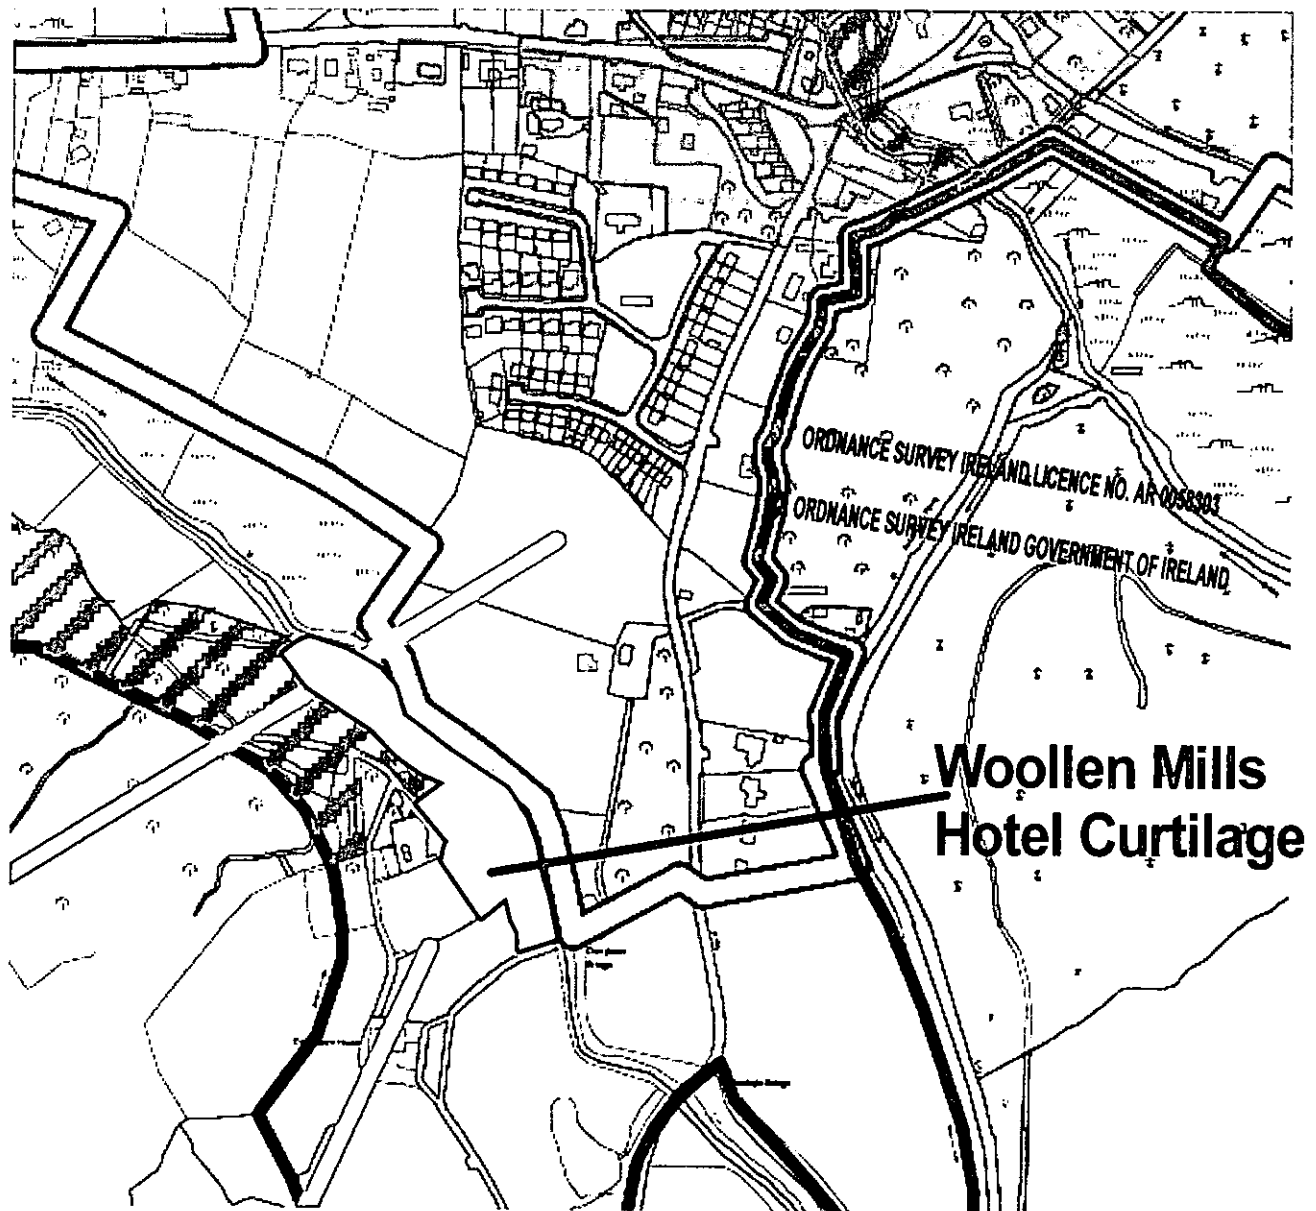 ORDNANCE SURVEY IRELAND LICENCE NO. AR 0058303
ORDNANCE SURVEY IRELAND GOVERNMENT OF IRELAND
Woollen Mills
Hotel Curtilage